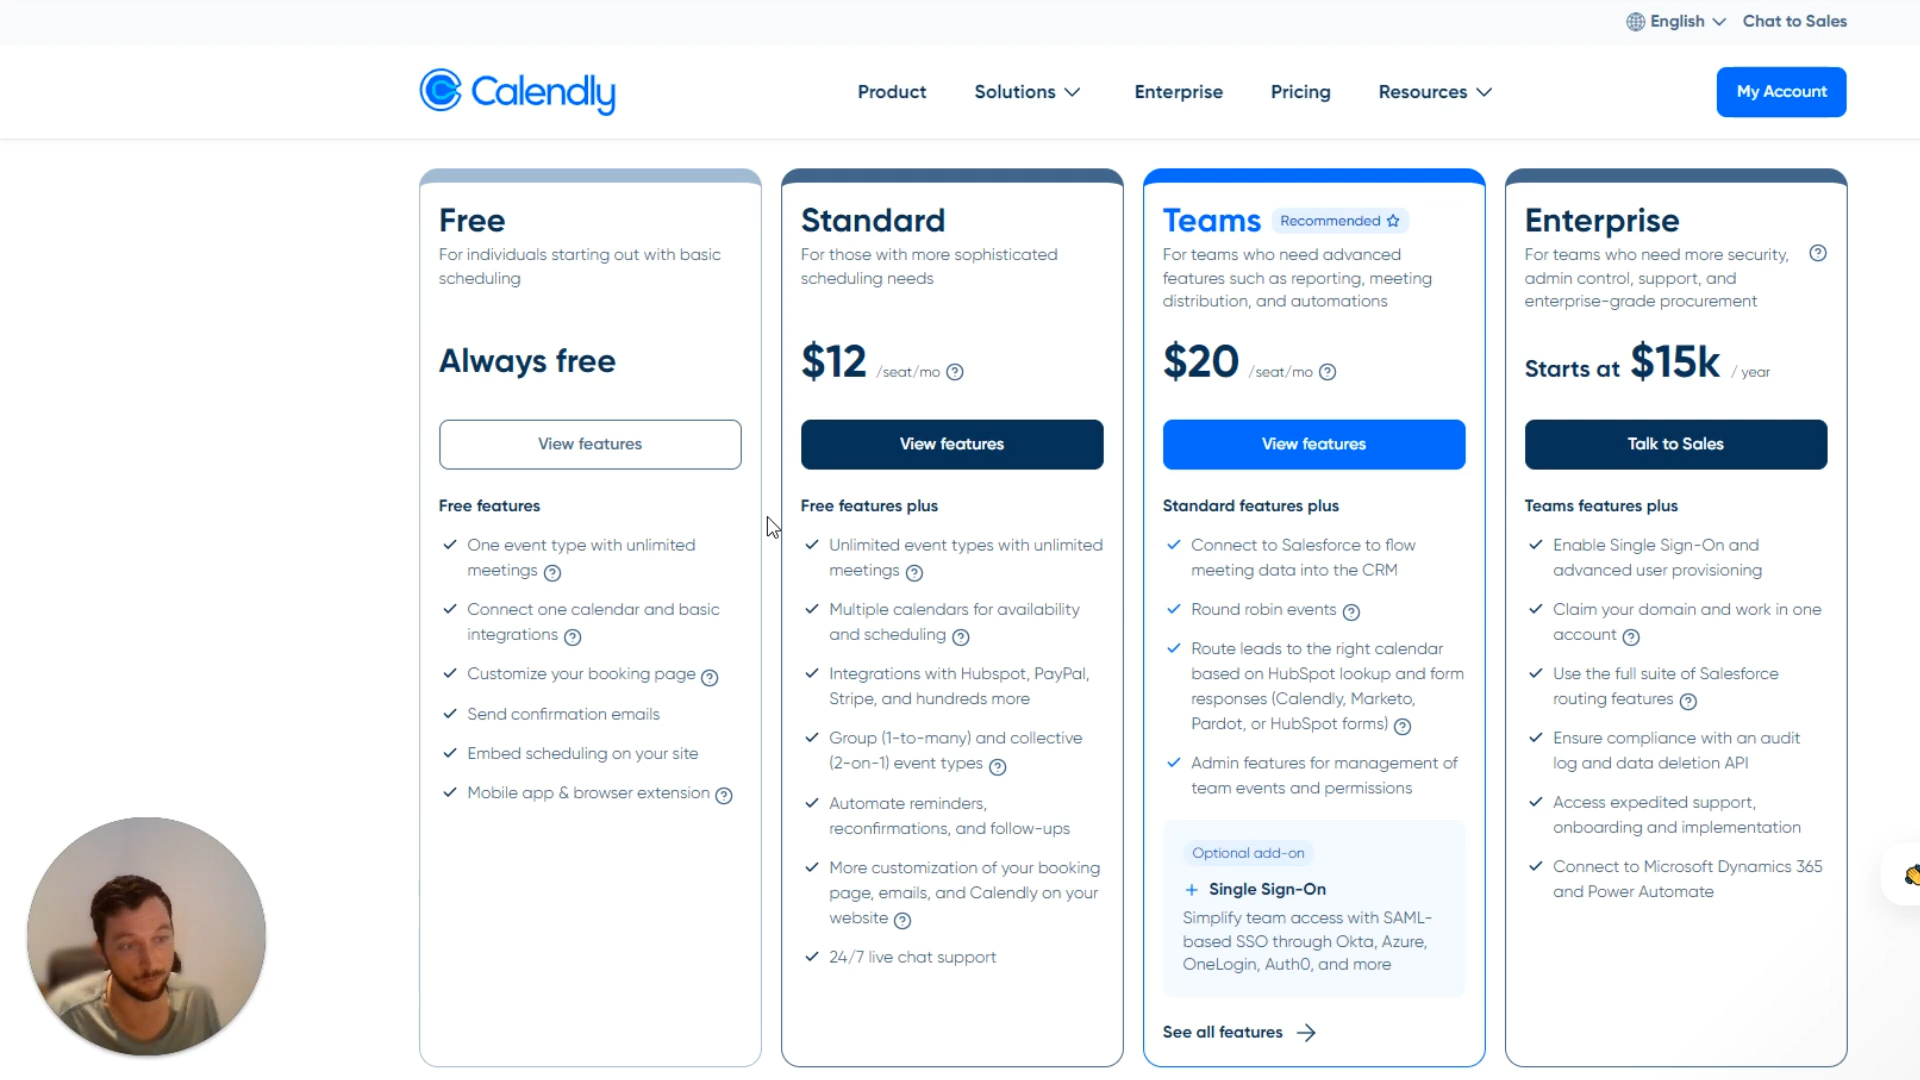 English
Chat to Sales
Calendly
Product
Solutions
Enterprise
Pricing
Resources
My Account
Free
For individuals starting out with basic
scheduling
Always free
View features
Free features
One event type with unlimited
meetings
Connect one calendar and basic
integrations
Customize your booking page
Send confirmation emails
Embed scheduling on your site
Mobile app & browser extension
Standard
For those with more sophisticated
scheduling needs
$12 /seat/mo
View features
Free features plus
Unlimited event types with unlimited
meetings
Multiple calendars for availability
and scheduling
Integrations with Hubspot, PayPal,
Stripe, and hundreds more
Group (1-to-many) and collective
(2-on-1) event types
Automate reminders,
reconfirmations, and follow-ups
More customization of your booking
page, emails, and Calendly on your
website
24/7 live chat support
Teams
Recommended
For teams who need advanced
features such as reporting, meeting
distribution, and automations
$20 /seat/mo
View features
Standard features plus
Connect to Salesforce to flow
meeting data into the CRM
Round robin events
Route leads to the right calendar
based on HubSpot lookup and form
responses (Calendly, Marketo,
Pardot, or HubSpot forms)
Admin features for management of
team events and permissions
Optional add-on
+ Single Sign-On
Simplify team access with SAML-
based SSO through Okta, Azure,
OneLogin, Auth0, and more
See all features
Enterprise
For teams who need more security,
admin control, support, and
enterprise-grade procurement
Starts at $15k / year
Talk to Sales
Teams features plus
Enable Single Sign-On and
advanced user provisioning
Claim your domain and work in one
account
Use the full suite of Salesforce
routing features
Ensure compliance with an audit
log and data deletion API
Access expedited support,
onboarding and implementation
Connect to Microsoft Dynamics 365
and Power Automate